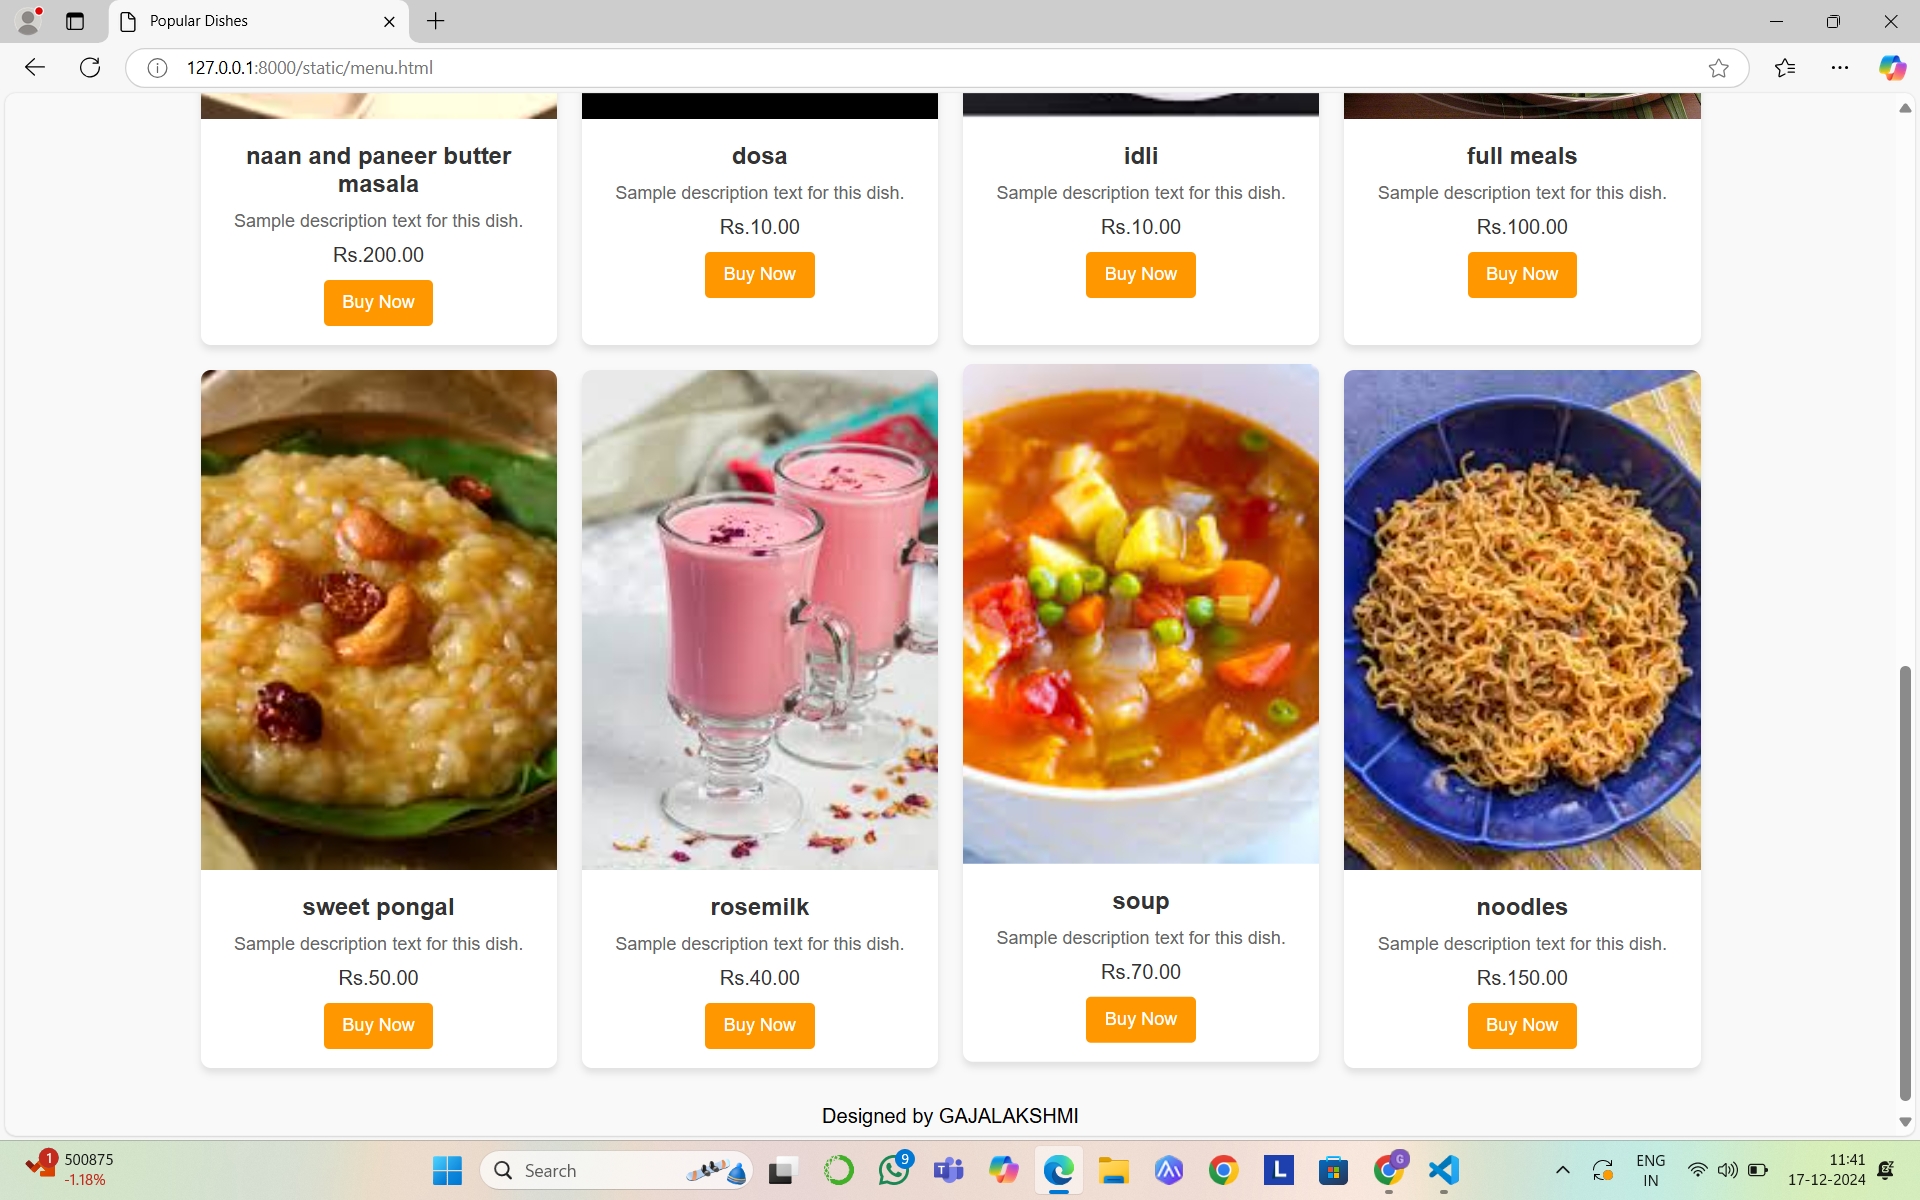 Popular Dishes
127.0.0.1:8000/static/menu.html
naan and paneer butter
masala
Sample description text for this dish.
Rs.200.00
Buy Now
dosa
Sample description text for this dish.
Rs.10.00
Buy Now
idli
Sample description text for this dish.
Rs.10.00
Buy Now
full meals
Sample description text for this dish.
Rs.100.00
Buy Now
sweet pongal
Sample description text for this dish.
Rs.50.00
Buy Now
rosemilk
Sample description text for this dish.
Rs.40.00
Buy Now
soup
Sample description text for this dish.
Rs.70.00
Buy Now
noodles
Sample description text for this dish.
Rs.150.00
Buy Now
Designed by GAJALAKSHMI
1
500875
-1.18%
Search
9
L
G
ENG
IN
11:41
17-12-2024